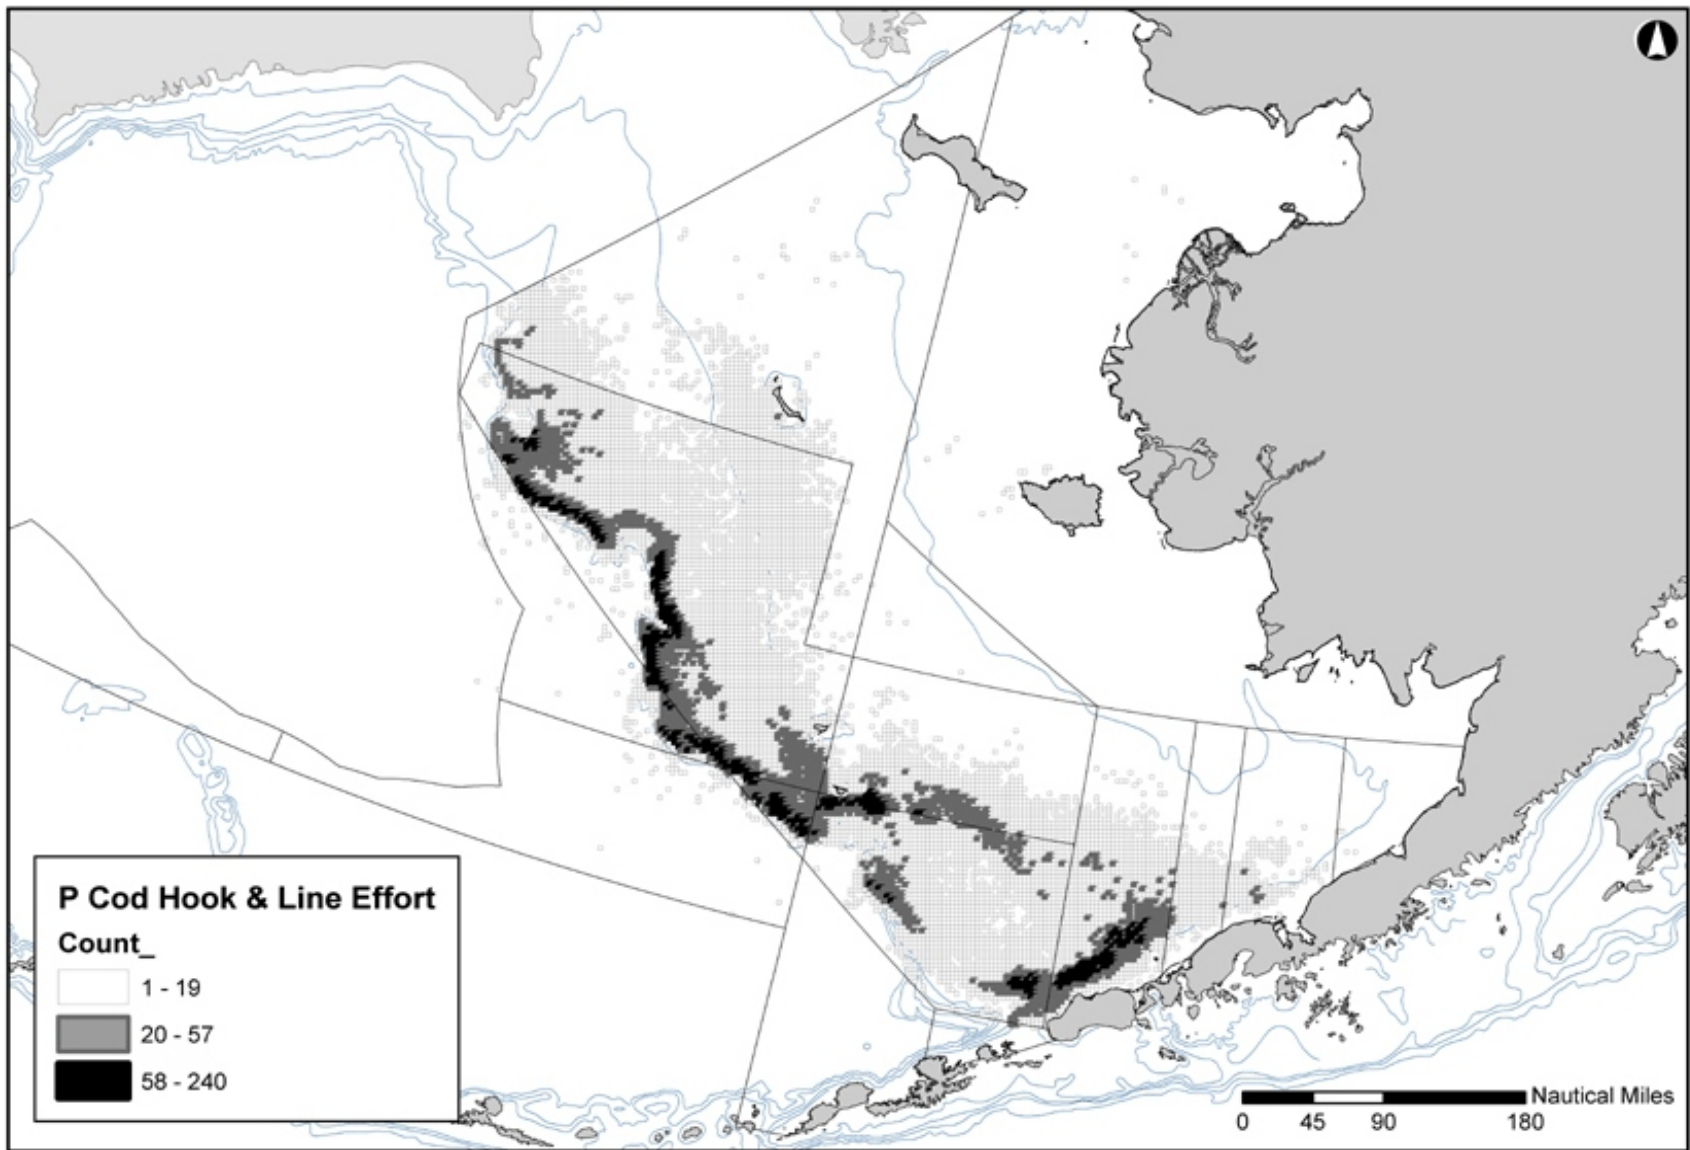 P Cod Hook & Line Effort
Count_
1 - 19
20 - 57
58 - 240
Nautical Miles
0 45 90 180